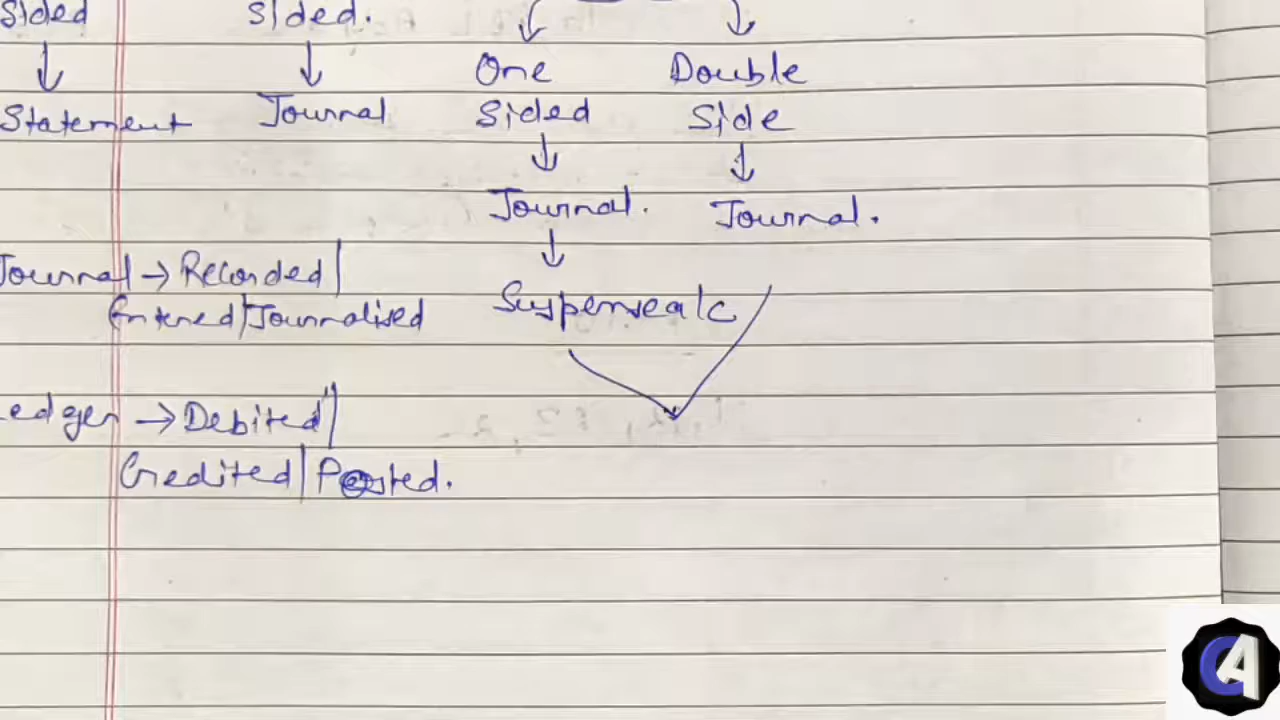 Sided Sided.
One Double
Statement Journal Sided Side
Journal. Journal.
Journal → Recorded|
Entered|Journalised Suspense a/c
Ledger → Debited|
Credited|Posted.
CA